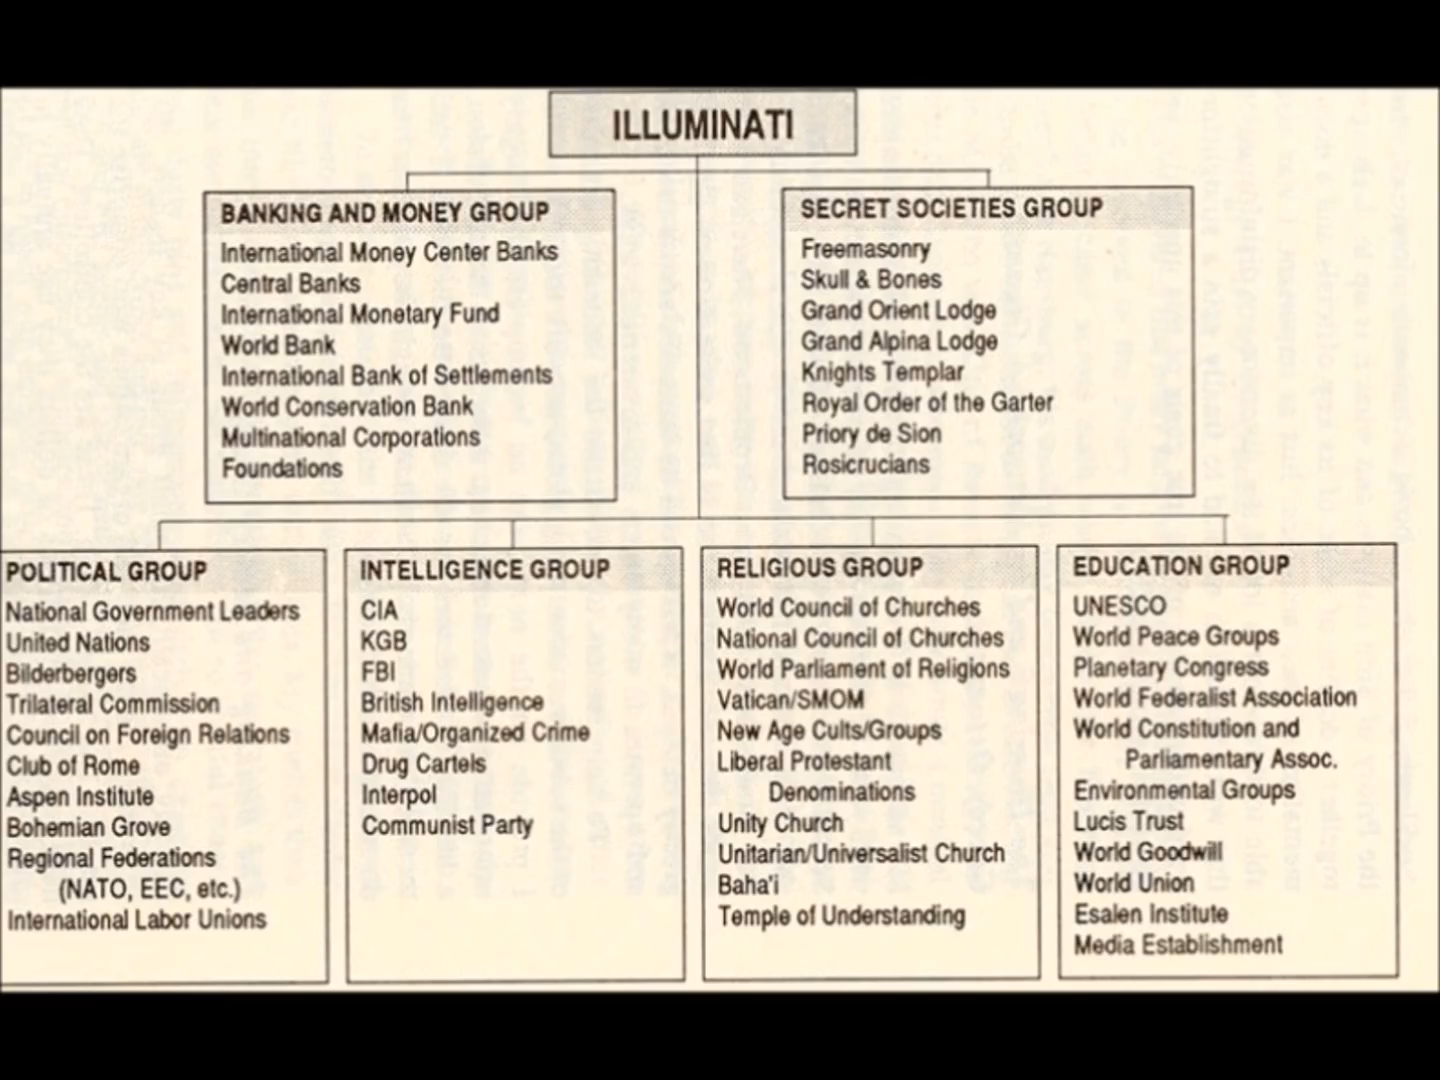 ILLUMINATI
BANKING AND MONEY GROUP
International Money Center Banks
Central Banks
International Monetary Fund
World Bank
International Bank of Settlements
World Conservation Bank
Multinational Corporations
Foundations
SECRET SOCIETIES GROUP
Freemasonry
Skull & Bones
Grand Orient Lodge
Grand Alpina Lodge
Knights Templar
Royal Order of the Garter
Priory de Sion
Rosicrucians
POLITICAL GROUP
National Government Leaders
United Nations
Bilderbergers
Trilateral Commission
Council on Foreign Relations
Club of Rome
Aspen Institute
Bohemian Grove
Regional Federations
(NATO, EEC, etc.)
International Labor Unions
INTELLIGENCE GROUP
CIA
KGB
FBI
British Intelligence
Mafia/Organized Crime
Drug Cartels
Interpol
Communist Party
RELIGIOUS GROUP
World Council of Churches
National Council of Churches
World Parliament of Religions
Vatican/SMOM
New Age Cults/Groups
Liberal Protestant
Denominations
Unity Church
Unitarian/Universalist Church
Baha'i
Temple of Understanding
EDUCATION GROUP
UNESCO
World Peace Groups
Planetary Congress
World Federalist Association
World Constitution and
Parliamentary Assoc.
Environmental Groups
Lucis Trust
World Goodwill
World Union
Esalen Institute
Media Establishment